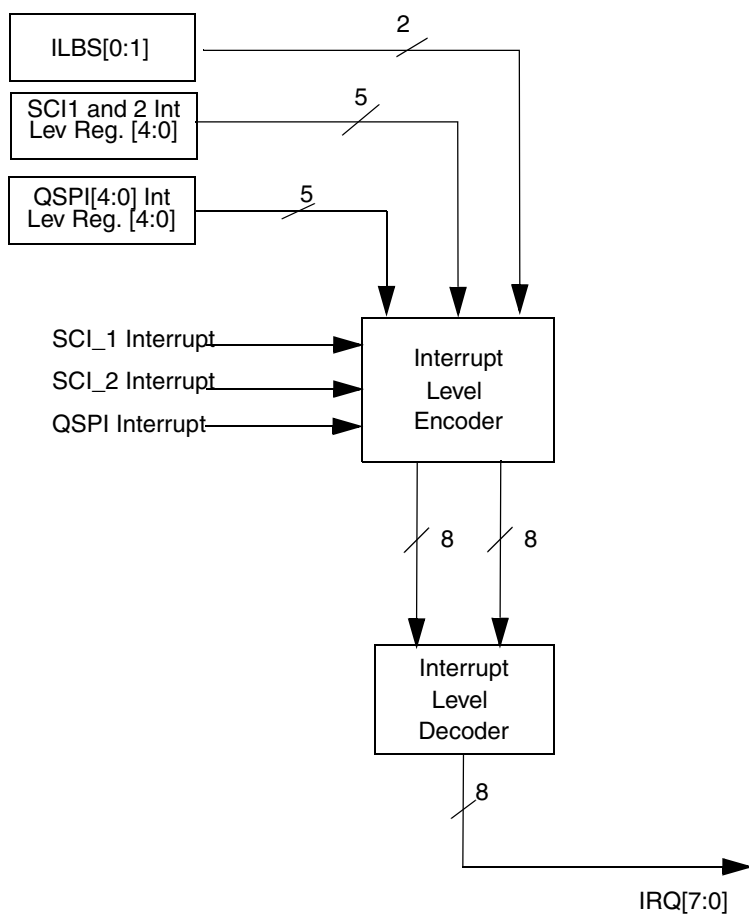 ILBS[0:1]
2
SCI1 and 2 Int
Lev Reg. [4:0]
5
QSPI[4:0] Int
Lev Reg. [4:0]
5
SCI_1 Interrupt
SCI_2 Interrupt
QSPI Interrupt
Interrupt
Level
Encoder
8
8
Interrupt
Level
Decoder
8
IRQ[7:0]